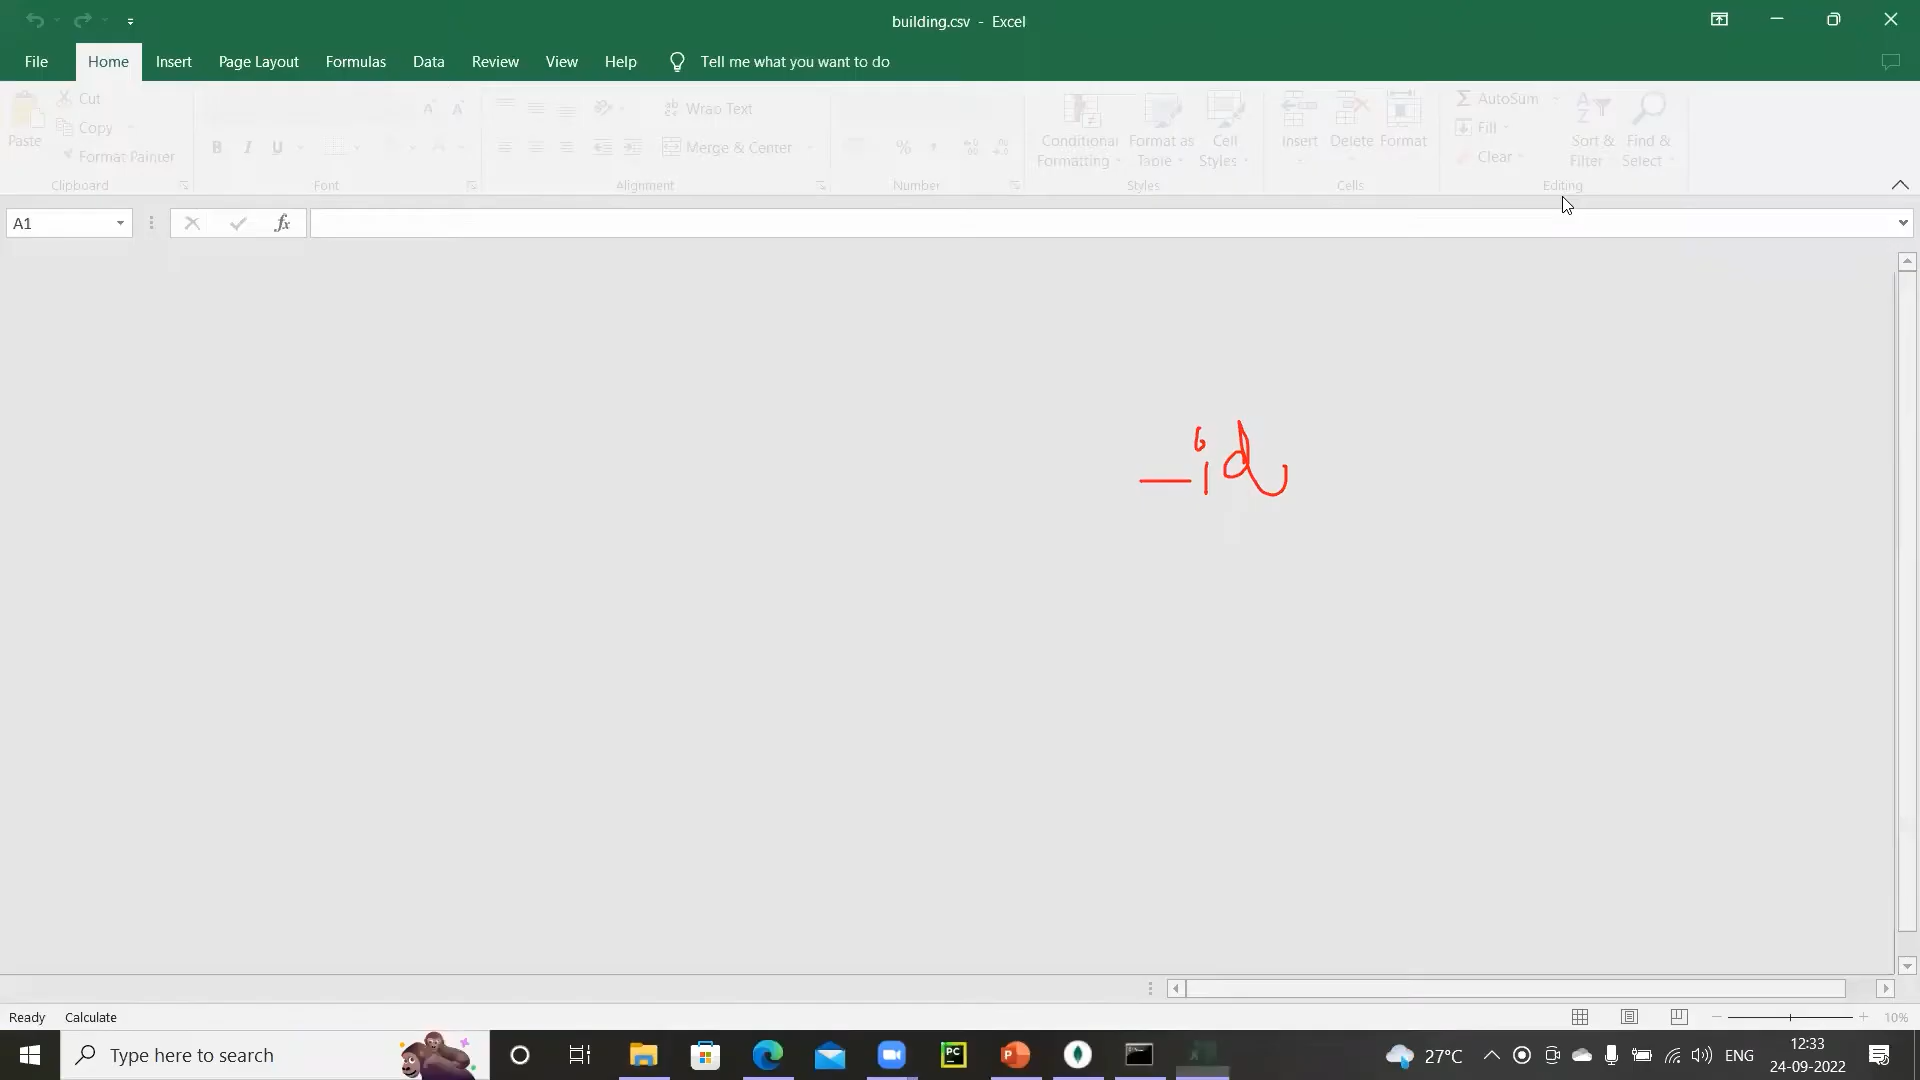 building.csv - Excel
File Home Insert Page Layout Formulas Data Review View Help Tell me what you want to do
Paste
Cut
Copy
Format Painter
Clipboard
B I U
Font
Wrap Text
Merge & Center
Alignment
%
Number
Conditional Formatting
Format as Table
Cell Styles
Styles
Insert Delete Format
Cells
AutoSum
Fill
Clear
Sort & Filter
Find & Select
Editing
A1
fx
_id
Ready Calculate
10%
Type here to search
PC
P
27°C
ENG
12:33
24-09-2022